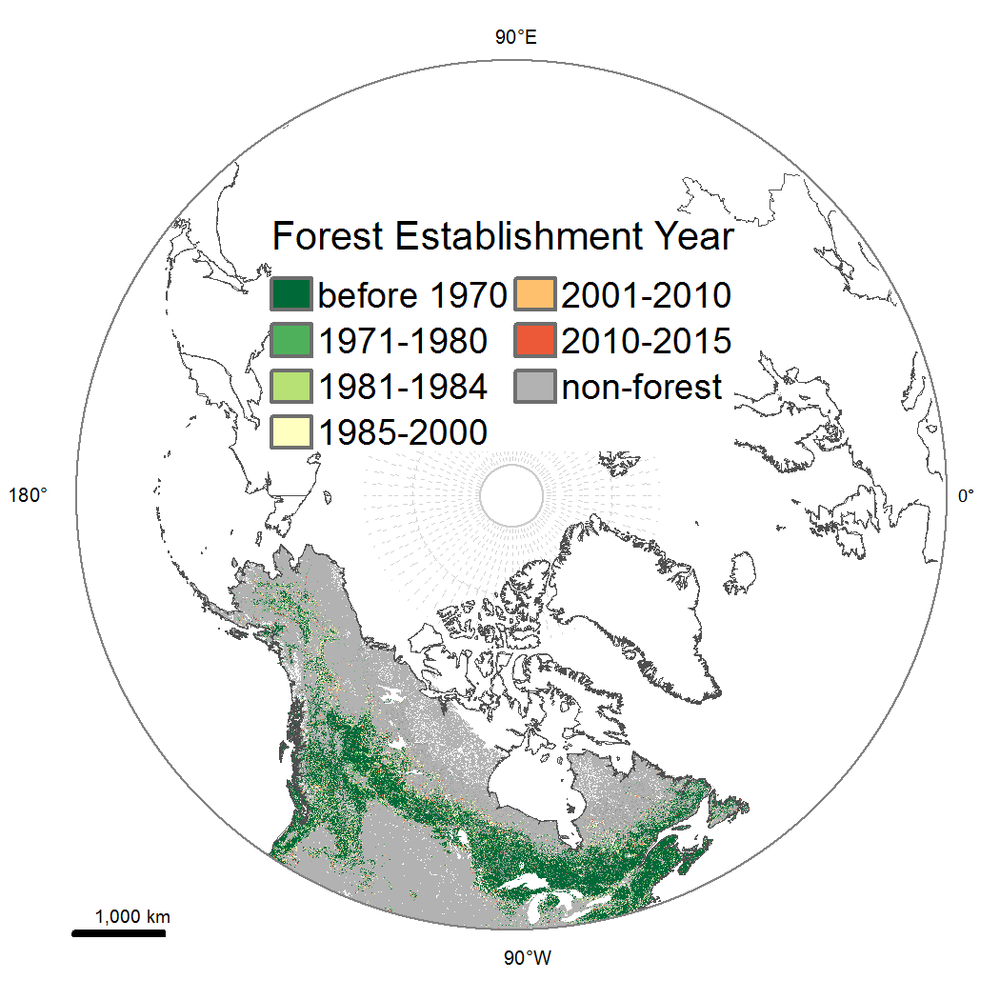 90°E
Forest Establishment Year
before 1970
2001-2010
1971-1980
2010-2015
1981-1984
non-forest
1985-2000
180°
0°
1,000 km
90°W